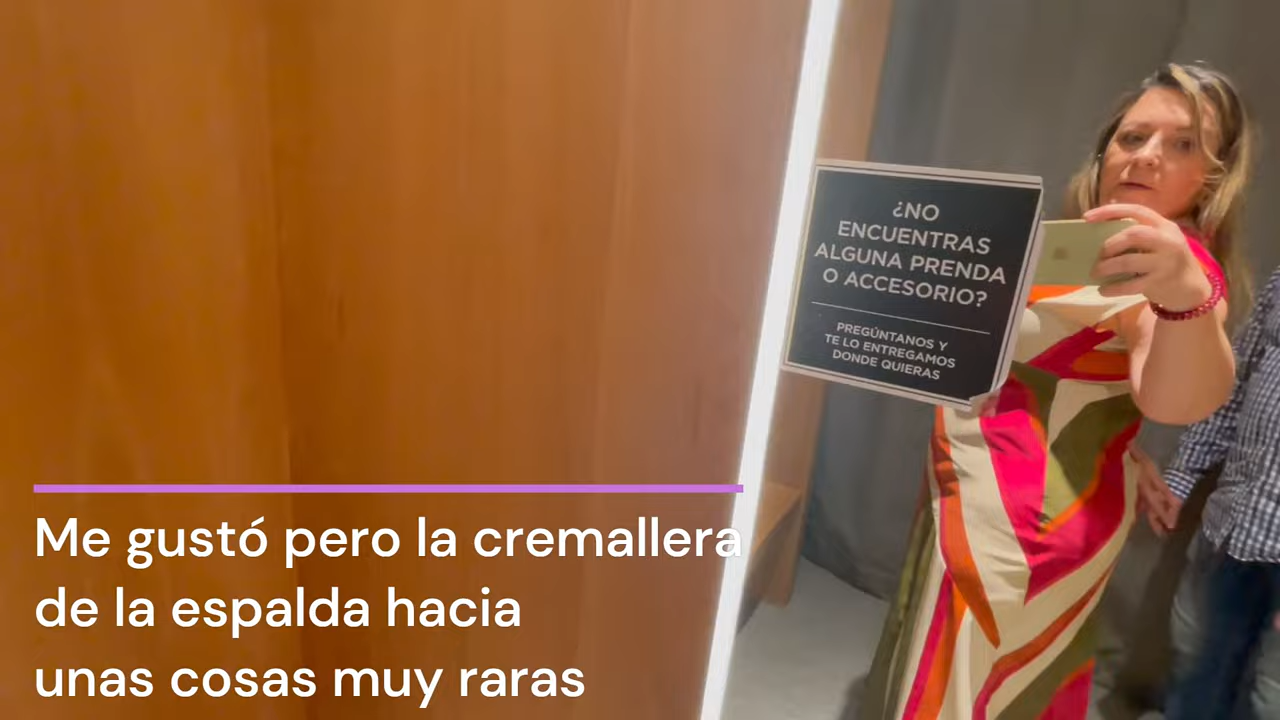 ¿NO
ENCUENTRAS
ALGUNA PRENDA
O ACCESORIO?
PREGÚNTANOS Y
TE LO ENTREGAMOS
DONDE QUIERAS
Me gustó pero la cremallera
de la espalda hacia
unas cosas muy raras